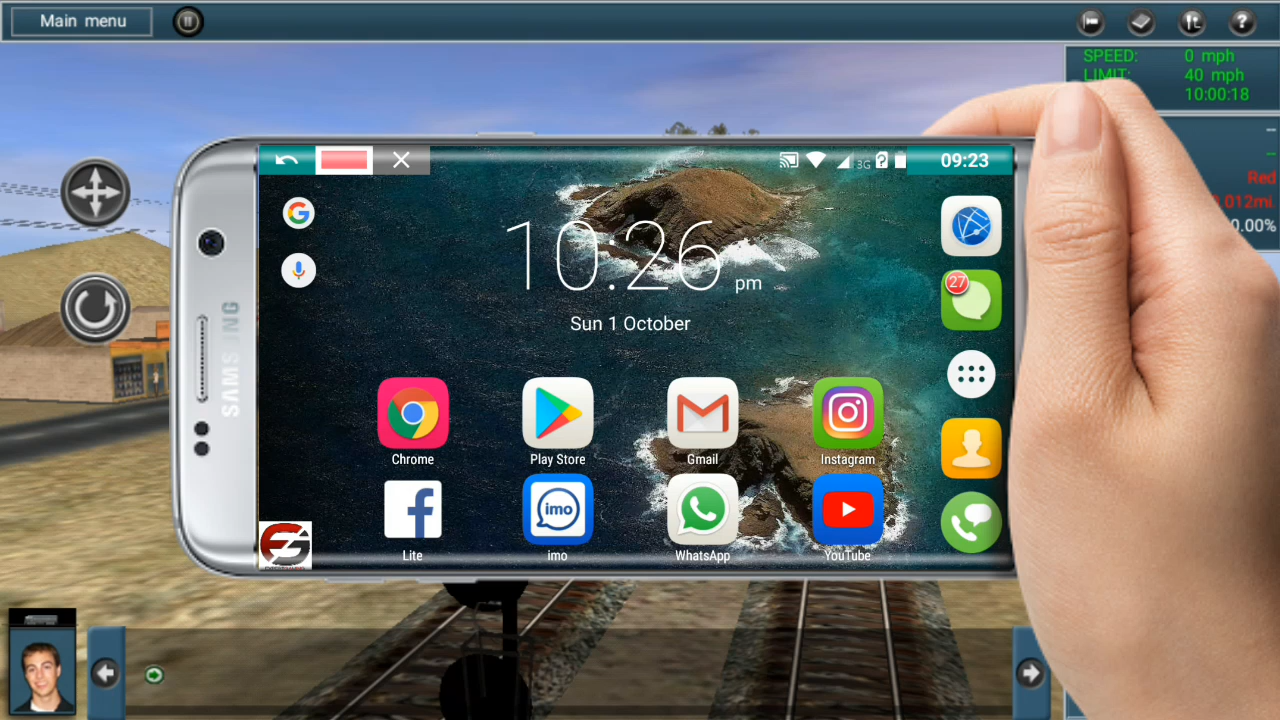 Main menu
SPEED: 0 mph
LIMIT: 40 mph
10:00:18
3G
09:23
Red
.012mi
0.00%
10.26 pm
Sun 1 October
27
SAMSUNG
Chrome
Play Store
Gmail
Instagram
imo
Lite
imo
WhatsApp
YouTube